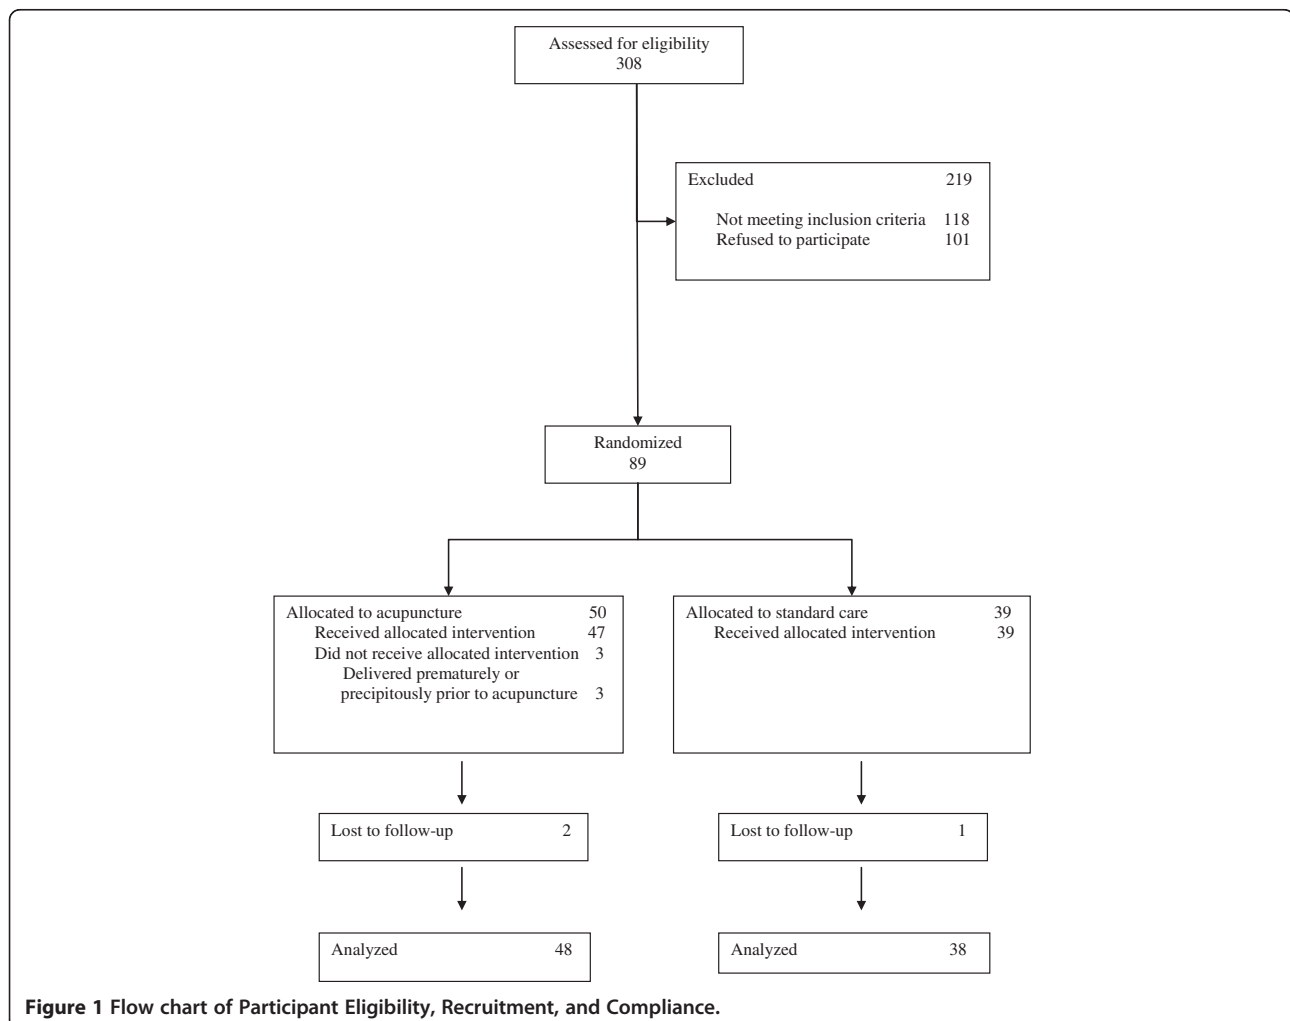 Assessed for eligibility
308
Excluded 219
Not meeting inclusion criteria 118
Refused to participate 101
Randomized
89
Allocated to acupuncture 50
Received allocated intervention 47
Did not receive allocated intervention 3
Delivered prematurely or
precipitously prior to acupuncture 3
Allocated to standard care 39
Received allocated intervention 39
Lost to follow-up 2
Lost to follow-up 1
Analyzed 48
Analyzed 38
Figure 1 Flow chart of Participant Eligibility, Recruitment, and Compliance.